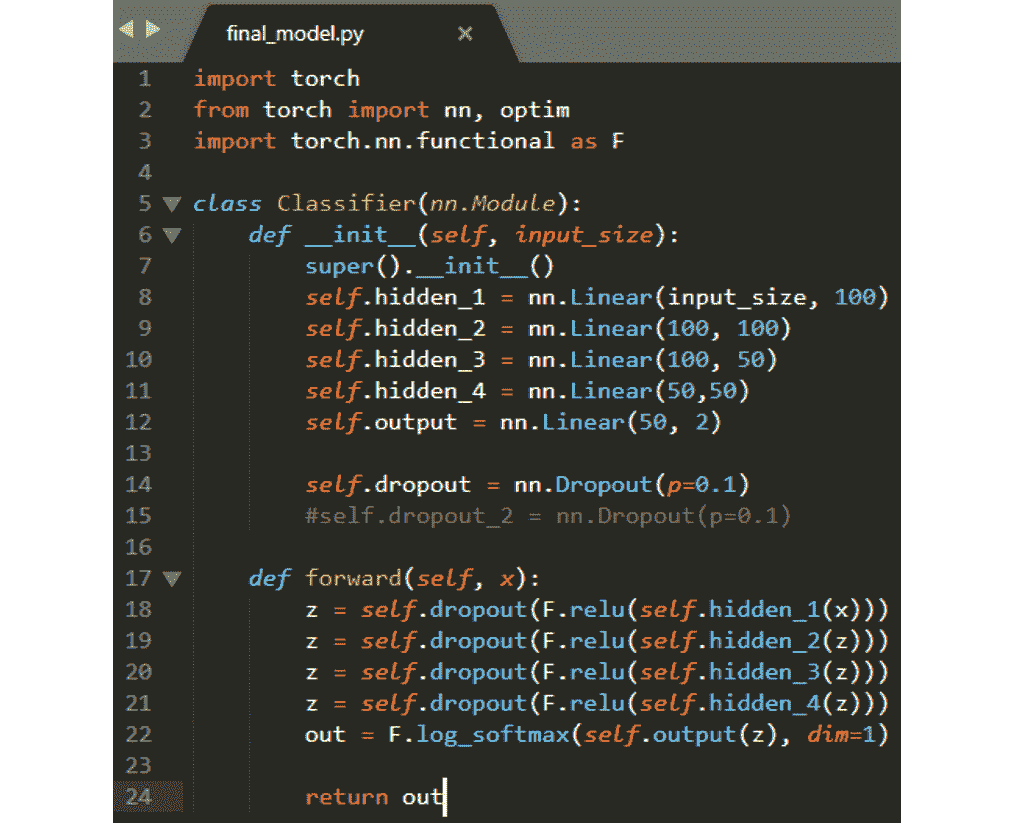 final_model.py ×
1 import torch
2 from torch import nn, optim
3 import torch.nn.functional as F
4
5 class Classifier(nn.Module):
6     def __init__(self, input_size):
7         super().__init__()
8         self.hidden_1 = nn.Linear(input_size, 100)
9         self.hidden_2 = nn.Linear(100, 100)
10         self.hidden_3 = nn.Linear(100, 50)
11         self.hidden_4 = nn.Linear(50,50)
12         self.output = nn.Linear(50, 2)
13
14         self.dropout = nn.Dropout(p=0.1)
15         #self.dropout_2 = nn.Dropout(p=0.1)
16
17     def forward(self, x):
18         z = self.dropout(F.relu(self.hidden_1(x)))
19         z = self.dropout(F.relu(self.hidden_2(z)))
20         z = self.dropout(F.relu(self.hidden_3(z)))
21         z = self.dropout(F.relu(self.hidden_4(z)))
22         out = F.log_softmax(self.output(z), dim=1)
23
24         return out